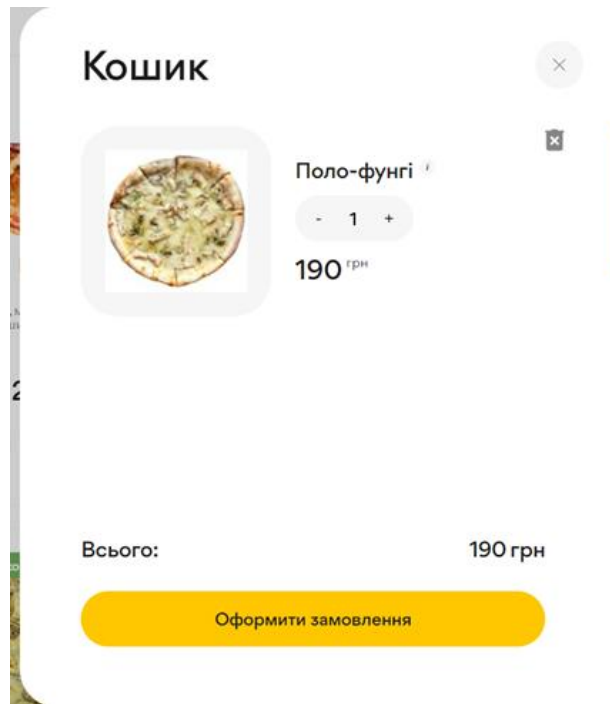 Кошик
Поло-фунгі i
- 1 +
190 грн
Всього:
190 грн
Оформити замовлення